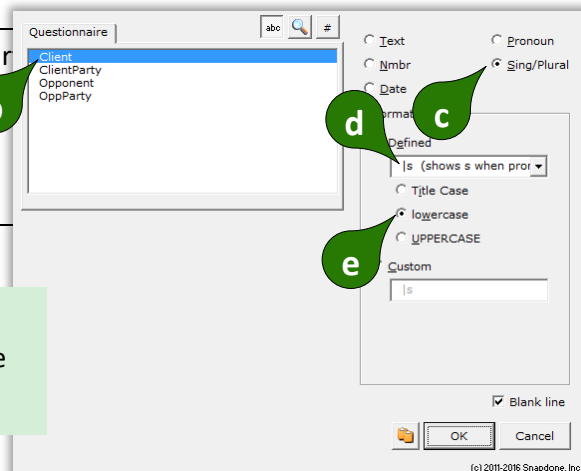 Questionnaire
abc
#
Client
ClientParty
Opponent
OppParty
Text
Pronoun
Nmbr
Sing/Plural
Date
c
d
Defined
|s (shows s when pror
Title Case
lowercase
UPPERCASE
e
Custom
|s
Blank line
OK
Cancel
(c) 2011-2016 Snapdone, Inc